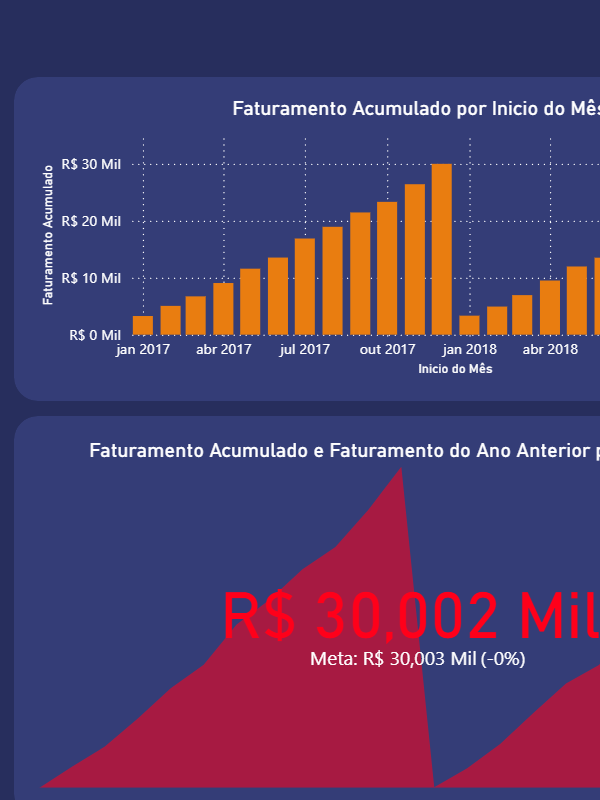 Faturamento Acumulado por Inicio do Mês
Faturamento Acumulado
R$ 30 Mil
R$ 20 Mil
R$ 10 Mil
R$ 0 Mil
jan 2017 abr 2017 jul 2017 out 2017 jan 2018 abr 2018
Inicio do Mês
Faturamento Acumulado e Faturamento do Ano Anterior p
R$ 30,002 Mil
Meta: R$ 30,003 Mil (-0%)